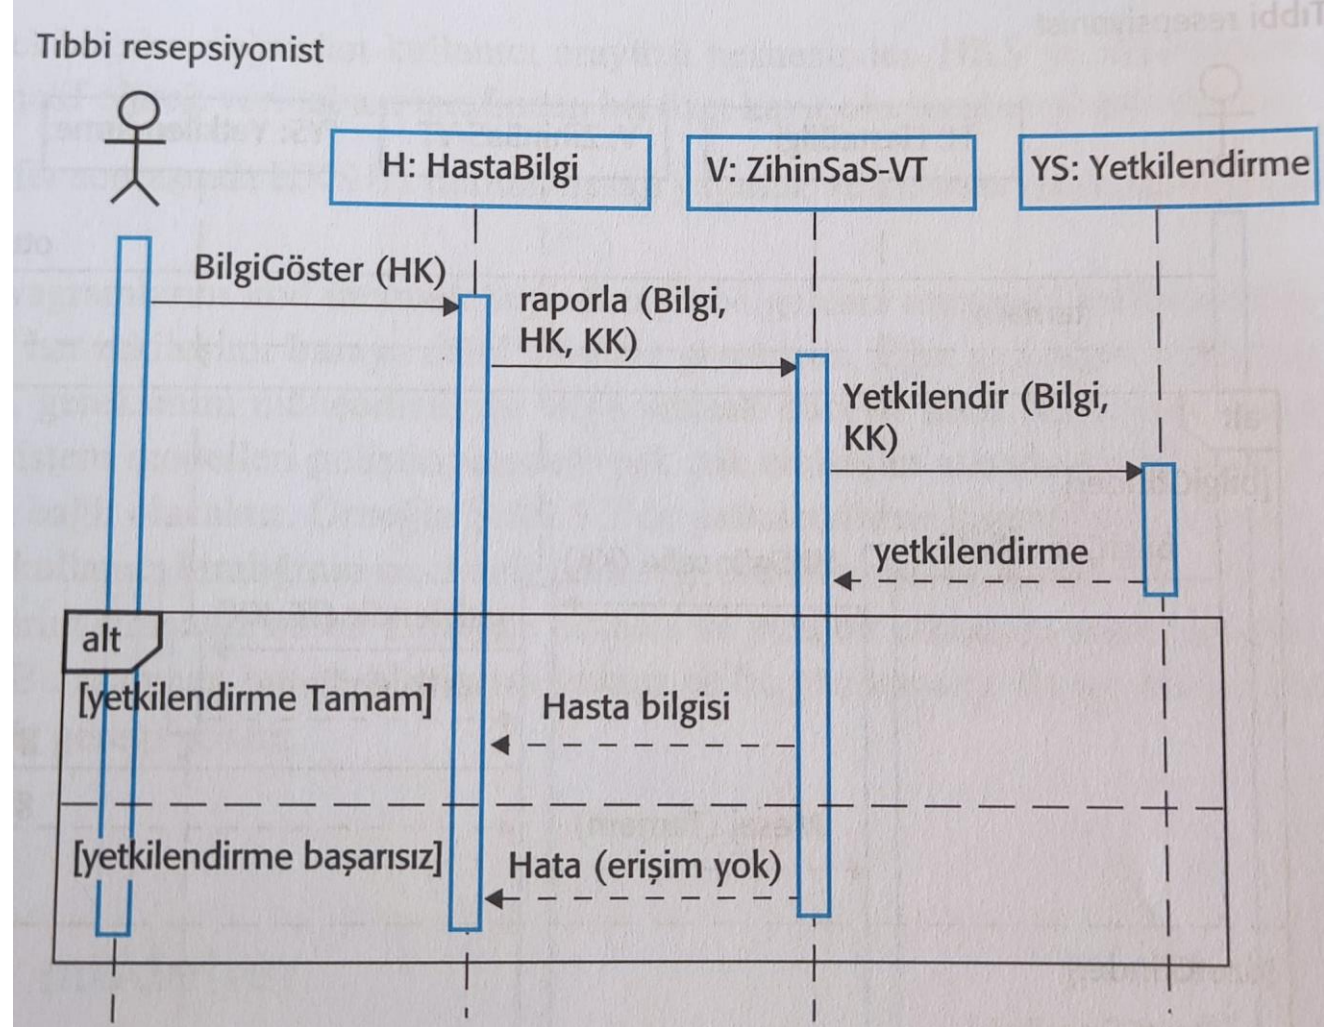 Tıbbi resepsiyonist
H: HastaBilgi
V: ZihinSaS-VT
YS: Yetkilendirme
BilgiGöster (HK)
raporla (Bilgi,
HK, KK)
Yetkilendir (Bilgi,
KK)
yetkilendirme
alt
[yetkilendirme Tamam]
Hasta bilgisi
[yetkilendirme başarısız]
Hata (erişim yok)